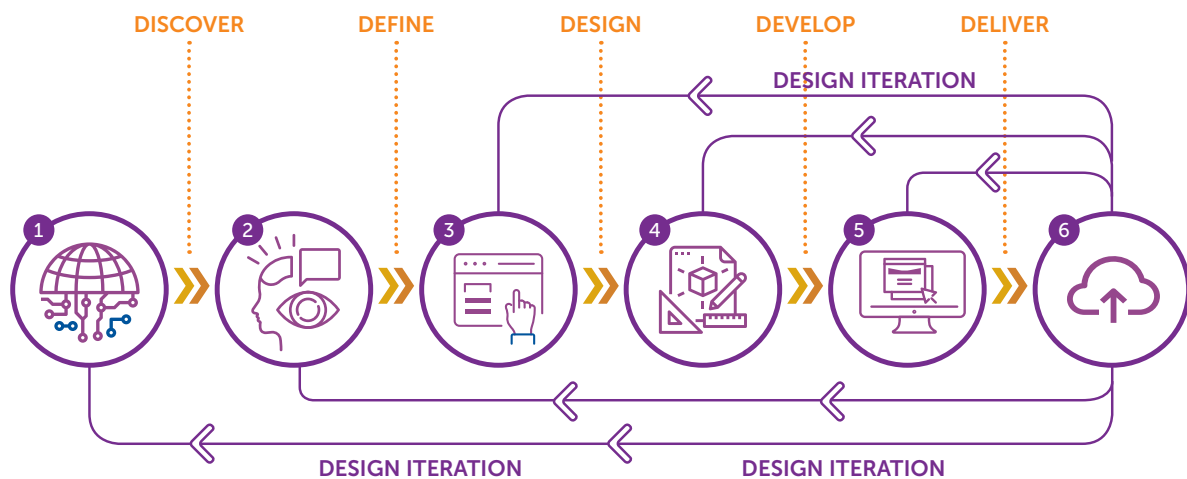 DISCOVER
DEFINE
DESIGN
DEVELOP
DELIVER
DESIGN ITERATION
1
2
3
4
5
6
DESIGN ITERATION
DESIGN ITERATION